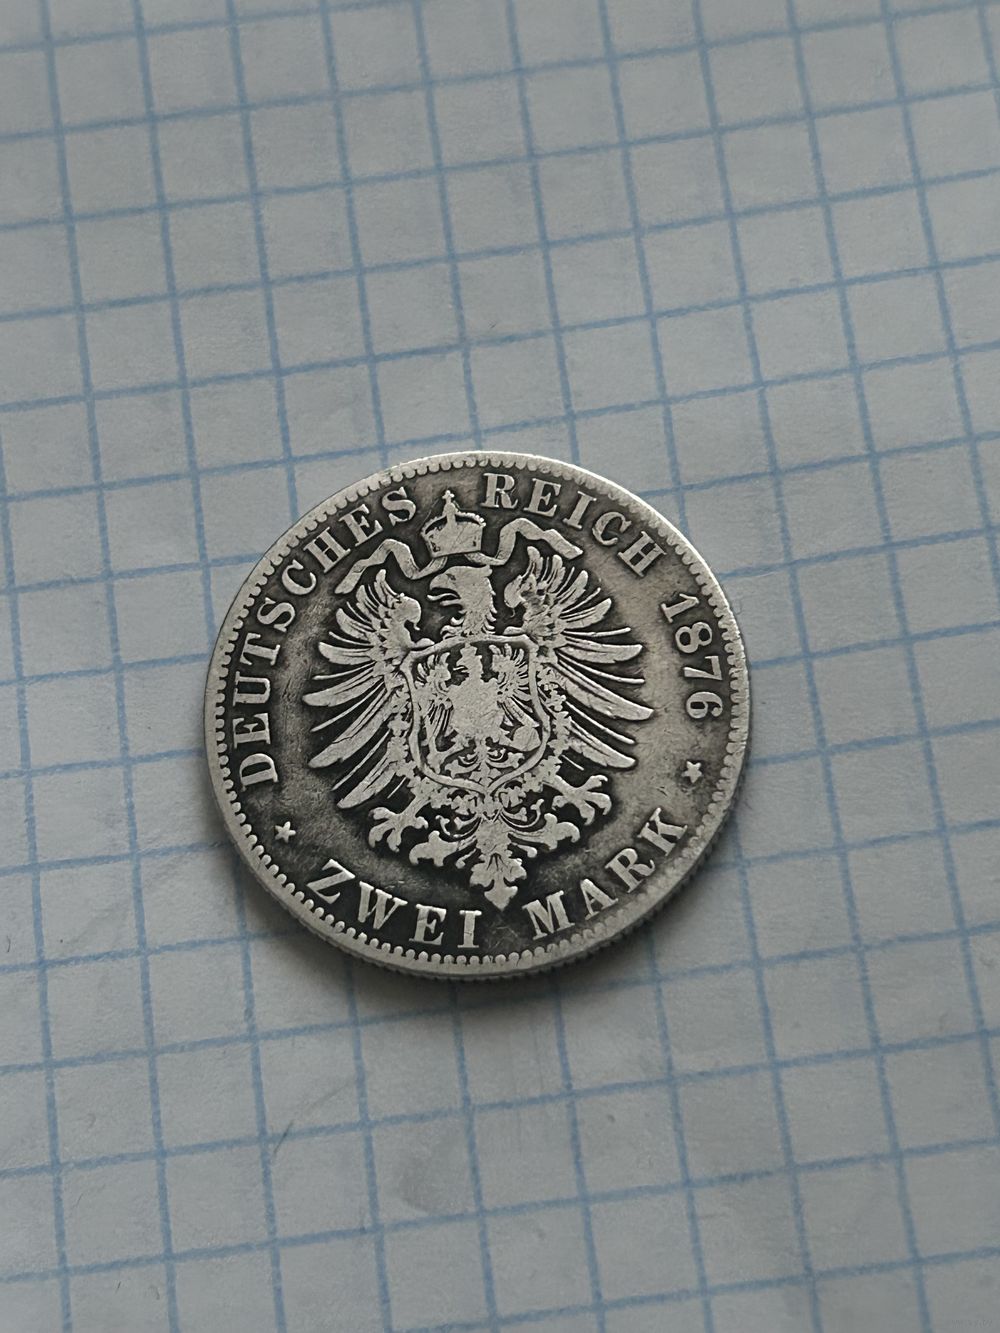 DEUTSCHES REICH 1876
* ZWEI MARK *